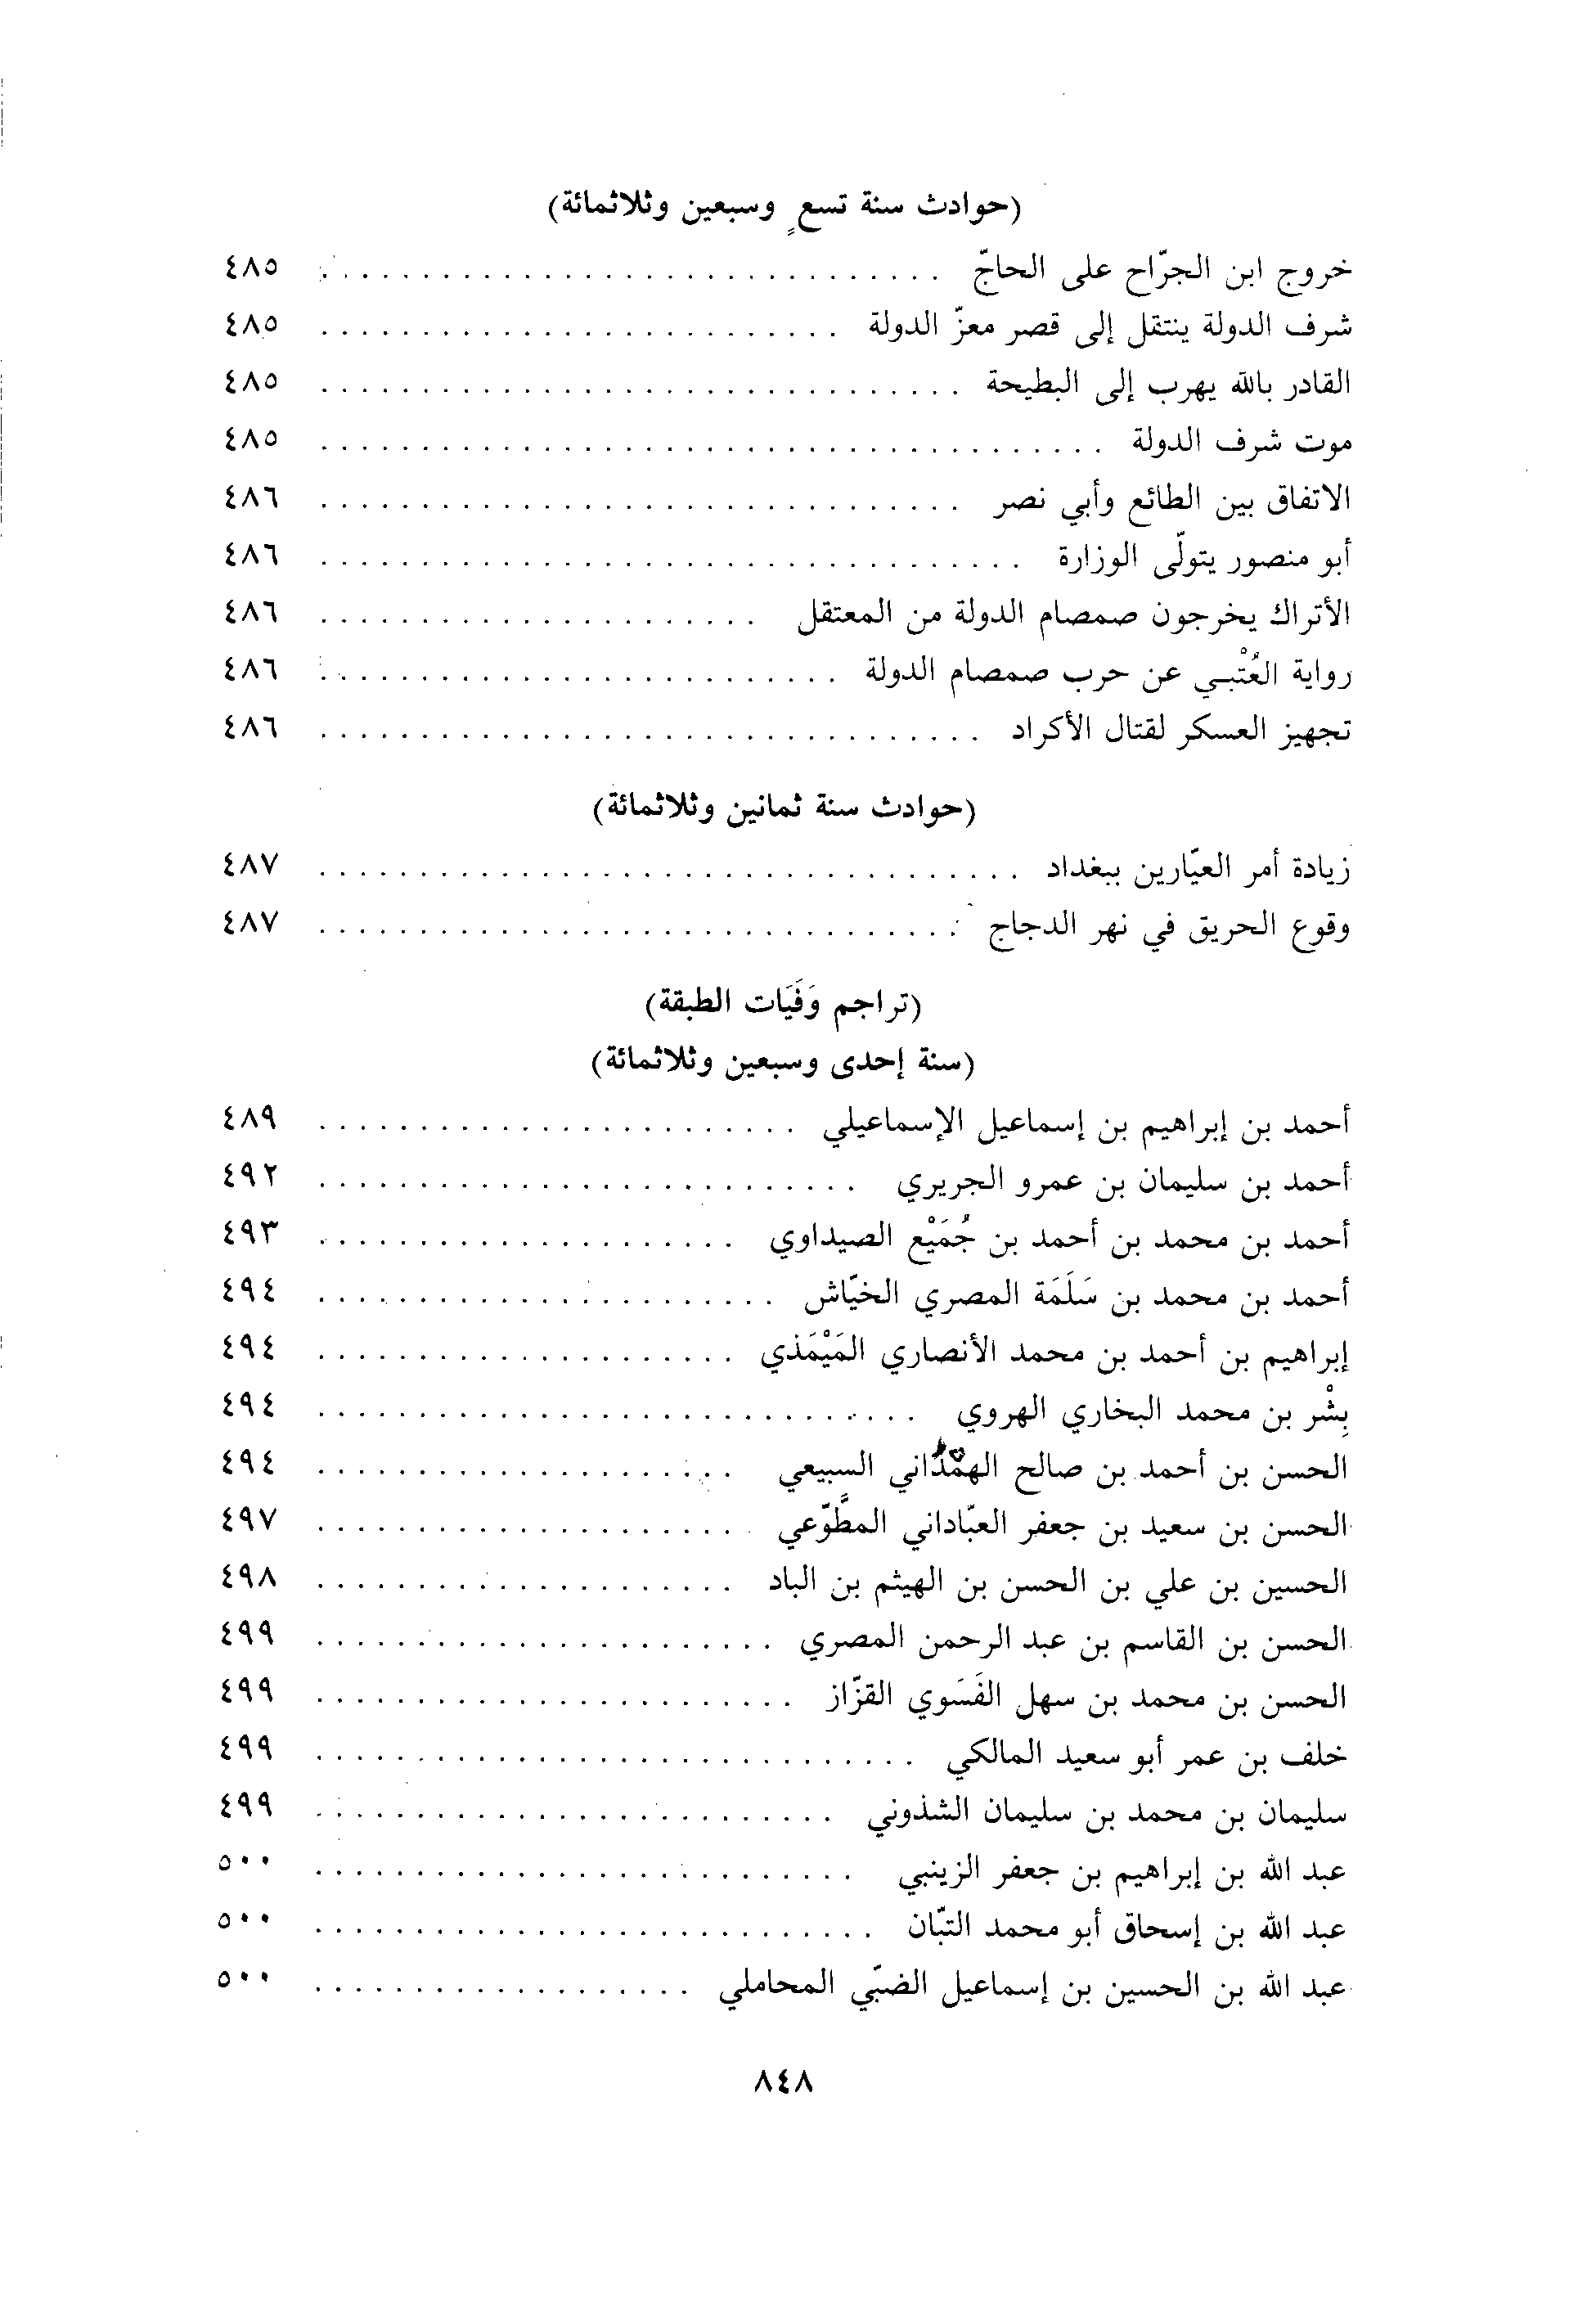 (حوادث سنة تسعٍ وسبعين وثلاثمائة)
خروج ابن الجرّاح على الحاجّ . . . . . . . . . . . . . . . . . . . . ٤٨٥
شرف الدولة ينتقل إلى قصر معزّ الدولة . . . . . . . . . . . . . . . . . . . . ٤٨٥
القادر بالله يهرب إلى البطيحة . . . . . . . . . . . . . . . . . . . . ٤٨٥
موت شرف الدولة . . . . . . . . . . . . . . . . . . . . ٤٨٥
الاتفاق بين الطائع وأبي نصر . . . . . . . . . . . . . . . . . . . . ٤٨٦
أبو منصور يتولّى الوزارة . . . . . . . . . . . . . . . . . . . . ٤٨٦
الأتراك يخرجون صمصام الدولة من المعتقل . . . . . . . . . . . . . . . . . . . . ٤٨٦
رواية العُتْبـي عن حرب صمصام الدولة . . . . . . . . . . . . . . . . . . . . ٤٨٦
تجهيز العسكر لقتال الأكراد . . . . . . . . . . . . . . . . . . . . ٤٨٦
(حوادث سنة ثمانين وثلاثمائة)
زيادة أمر العيّارين ببغداد . . . . . . . . . . . . . . . . . . . . ٤٨٧
وقوع الحريق في نهر الدجاج . . . . . . . . . . . . . . . . . . . . ٤٨٧
(تراجم وَفَيَات الطبقة)
(سنة إحدى وسبعين وثلاثمائة)
أحمد بن إبراهيم بن إسماعيل الإسماعيلي . . . . . . . . . . . . . . . . . . . . ٤٨٩
أحمد بن سليمان بن عمرو الجريري . . . . . . . . . . . . . . . . . . . . ٤٩٢
أحمد بن محمد بن أحمد بن جُمَيْع الصيداوي . . . . . . . . . . . . . . . . . . . . ٤٩٣
أحمد بن محمد بن سَلَمَة المصري الخيّاش . . . . . . . . . . . . . . . . . . . . ٤٩٤
إبراهيم بن أحمد بن محمد الأنصاري المَيْمَذي . . . . . . . . . . . . . . . . . . . . ٤٩٤
بِشْر بن محمد البخاري الهروي . . . . . . . . . . . . . . . . . . . . ٤٩٤
الحسن بن أحمد بن صالح الهمْداني السبيعي . . . . . . . . . . . . . . . . . . . . ٤٩٤
الحسن بن سعيد بن جعفر العبّاداني المطَّوّعي . . . . . . . . . . . . . . . . . . . . ٤٩٧
الحسين بن علي بن الحسن بن الهيثم بن الباد . . . . . . . . . . . . . . . . . . . . ٤٩٨
الحسن بن القاسم بن عبد الرحمن المصري . . . . . . . . . . . . . . . . . . . . ٤٩٩
الحسن بن محمد بن سهل الفَسَوي القزّاز . . . . . . . . . . . . . . . . . . . . ٤٩٩
خلف بن عمر أبو سعيد المالكي . . . . . . . . . . . . . . . . . . . . ٤٩٩
سليمان بن محمد بن سليمان الشذوني . . . . . . . . . . . . . . . . . . . . ٤٩٩
عبد الله بن إبراهيم بن جعفر الزينبي . . . . . . . . . . . . . . . . . . . . ٥٠٠
عبد الله بن إسحاق أبو محمد التبّان . . . . . . . . . . . . . . . . . . . . ٥٠٠
عبد الله بن الحسين بن إسماعيل الضبّي المحاملي . . . . . . . . . . . . . . . . . . . ٥٠٠
٨٤٨